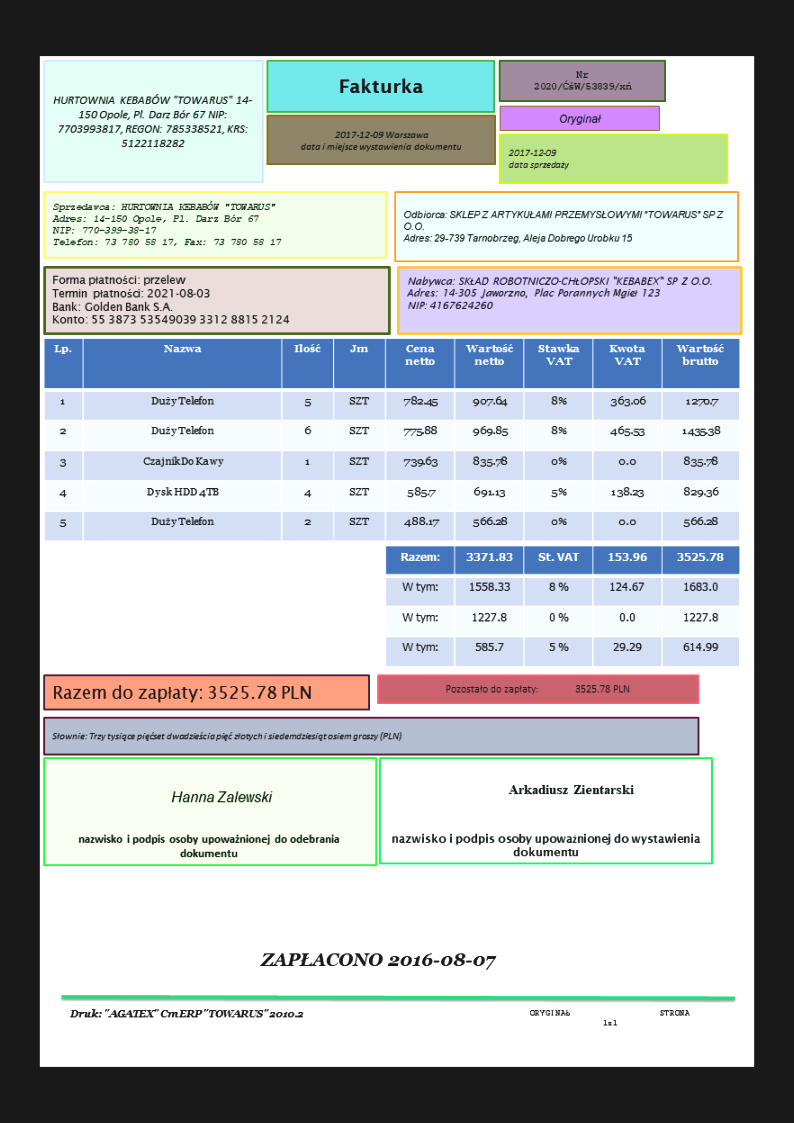 HURTOWNIA KEBABÓW "TOWARUS" 14-
150 Opole, Pl. Darz Bór 67 NIP:
7703993817, REGON: 785338521, KRS:
5122118282
Fakturka
2017-12-09 Warszawa
data i miejsce wystawienia dokumentu
Nr
2020/ĆśW/53839/xń
Oryginał
2017-12-09
data sprzedaży
Sprzedawca: HURTOWNIA KEBABÓW "TOWARUS"
Adres: 14-150 Opole, Pl. Darz Bór 67
NIP: 770-399-38-17
Telefon: 73 780 58 17, Fax: 73 780 58 17
Odbiorca: SKLEP Z ARTYKUŁAMI PRZEMYSŁOWYMI "TOWARUS" SP Z
O.O.
Adres: 29-739 Tarnobrzeg, Aleja Dobrego Urobku 15
Forma płatności: przelew
Termin płatności: 2021-08-03
Bank: Golden Bank S.A.
Konto: 55 3873 53549039 3312 8815 2124
Nabywca: SKŁAD ROBOTNICZO-CHŁOPSKI "KEBABEX" SP Z O.O.
Adres: 14-305 Jaworzno, Plac Porannych Mgieł 123
NIP: 4167624260
Lp. Nazwa Ilość Jm Cena netto Wartość netto Stawka VAT Kwota VAT Wartość brutto
1 Duży Telefon 5 SZT 782.45 907.64 8% 363.06 1270.7
2 Duży Telefon 6 SZT 775.88 969.85 8% 465.53 1435.38
3 Czajnik Do Kawy 1 SZT 739.63 835.78 0% 0.0 835.78
4 Dysk HDD 4TB 4 SZT 585.7 691.13 5% 138.23 829.36
5 Duży Telefon 2 SZT 488.17 566.28 0% 0.0 566.28
Razem: 3371.83 St. VAT 153.96 3525.78
W tym: 1558.33 8 % 124.67 1683.0
W tym: 1227.8 0 % 0.0 1227.8
W tym: 585.7 5 % 29.29 614.99
Razem do zapłaty: 3525.78 PLN
Pozostało do zapłaty: 3525.78 PLN
Słownie: Trzy tysiące pięćset dwadzieścia pięć złotych i siedemdziesiąt osiem groszy (PLN)
Hanna Zalewski
nazwisko i podpis osoby upoważnionej do odebrania
dokumentu
Arkadiusz Zientarski
nazwisko i podpis osoby upoważnionej do wystawienia
dokumentu
ZAPŁACONO 2016-08-07
Druk: "AGATEX" CmERP "TOWARUS" 2010.2
ORYGINAŁ STRONA
1z1